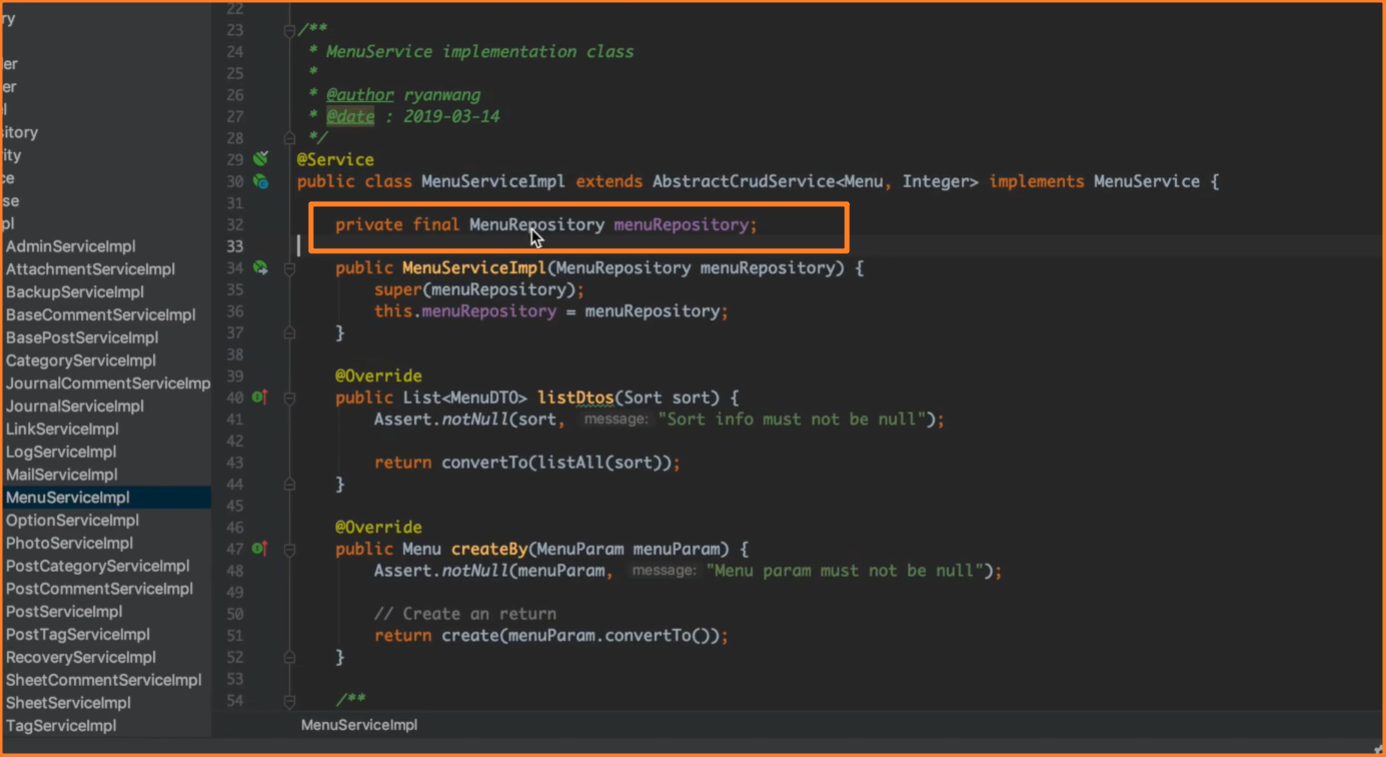 ry
er
er
l
sitory
rity
ce
se
pl
AdminServiceImpl
AttachmentServiceImpl
BackupServiceImpl
BaseCommentServiceImpl
BasePostServiceImpl
CategoryServiceImpl
JournalCommentServiceImp
JournalServiceImpl
LinkServiceImpl
LogServiceImpl
MailServiceImpl
MenuServiceImpl
OptionServiceImpl
PhotoServiceImpl
PostCategoryServiceImpl
PostCommentServiceImpl
PostServiceImpl
PostTagServiceImpl
RecoveryServiceImpl
SheetCommentServiceImpl
SheetServiceImpl
TagServiceImpl
22
23 /**
24 * MenuService implementation class
25 *
26 * @author ryanwang
27 * @date : 2019-03-14
28 */
29 @Service
30 public class MenuServiceImpl extends AbstractCrudService<Menu, Integer> implements MenuService {
31
32 private final MenuRepository menuRepository;
33
34 public MenuServiceImpl(MenuRepository menuRepository) {
35 super(menuRepository);
36 this.menuRepository = menuRepository;
37 }
38
39 @Override
40 public List<MenuDTO> listDtos(Sort sort) {
41 Assert.notNull(sort, message: "Sort info must not be null");
42
43 return convertTo(listAll(sort));
44 }
45
46 @Override
47 public Menu createBy(MenuParam menuParam) {
48 Assert.notNull(menuParam, message: "Menu param must not be null");
49
50 // Create an return
51 return create(menuParam.convertTo());
52 }
53
54 /**
MenuServiceImpl